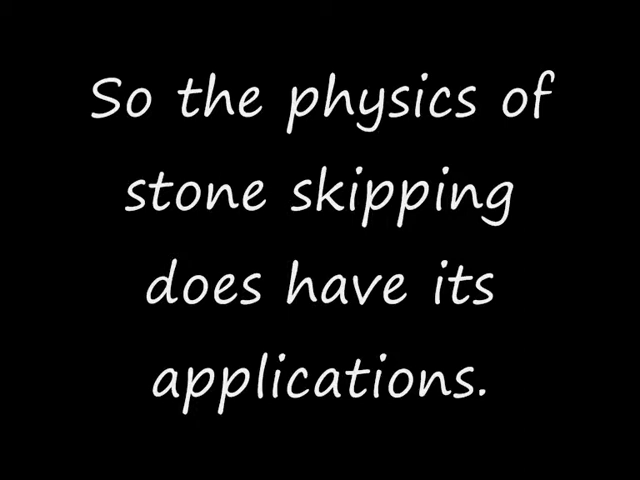 So the physics of
stone skipping
does have its
applications.